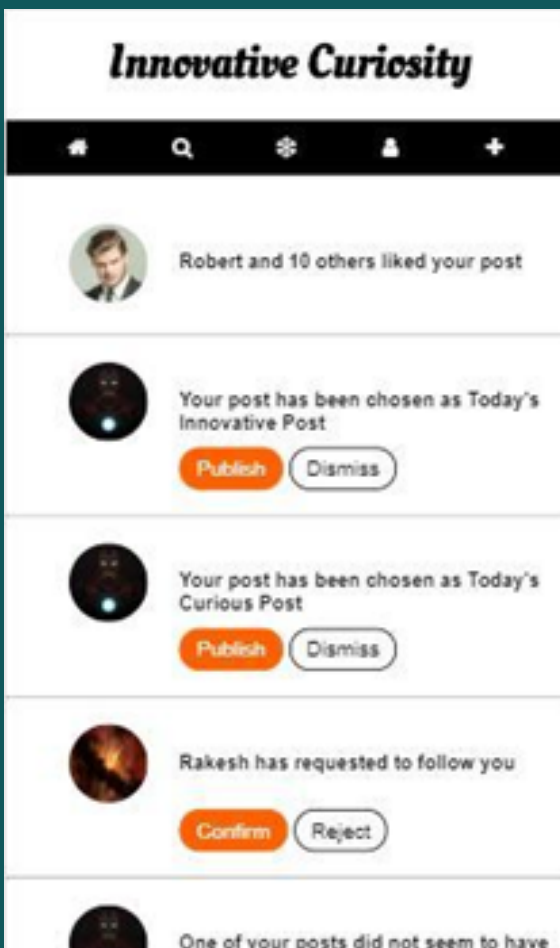 Innovative Curiosity
Robert and 10 others liked your post
Your post has been chosen as Today's
Innovative Post
Publish Dismiss
Your post has been chosen as Today's
Curious Post
Publish Dismiss
Rakesh has requested to follow you
Confirm Reject
One of your posts did not seem to have